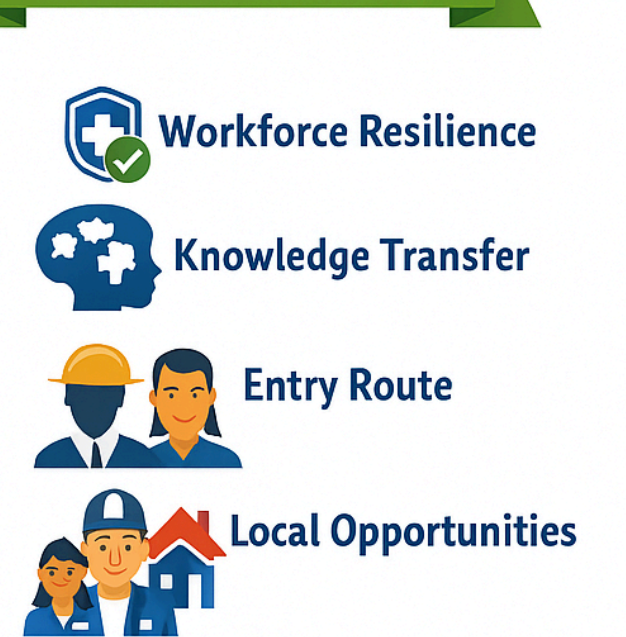 Workforce Resilience
Knowledge Transfer
Entry Route
Local Opportunities